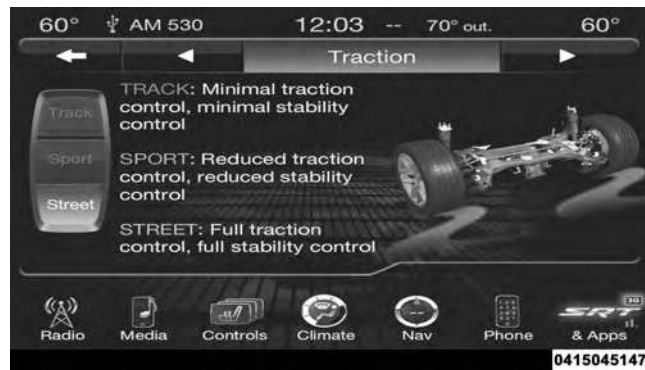 60° AM 530 12:03 -- 70° out. 60°
Traction
Track
Sport
Street
TRACK: Minimal traction
control, minimal stability
control
SPORT: Reduced traction
control, reduced stability
control
STREET: Full traction
control, full stability control
Radio Media Controls Climate Nav Phone & Apps
SRT
3G
0415045147